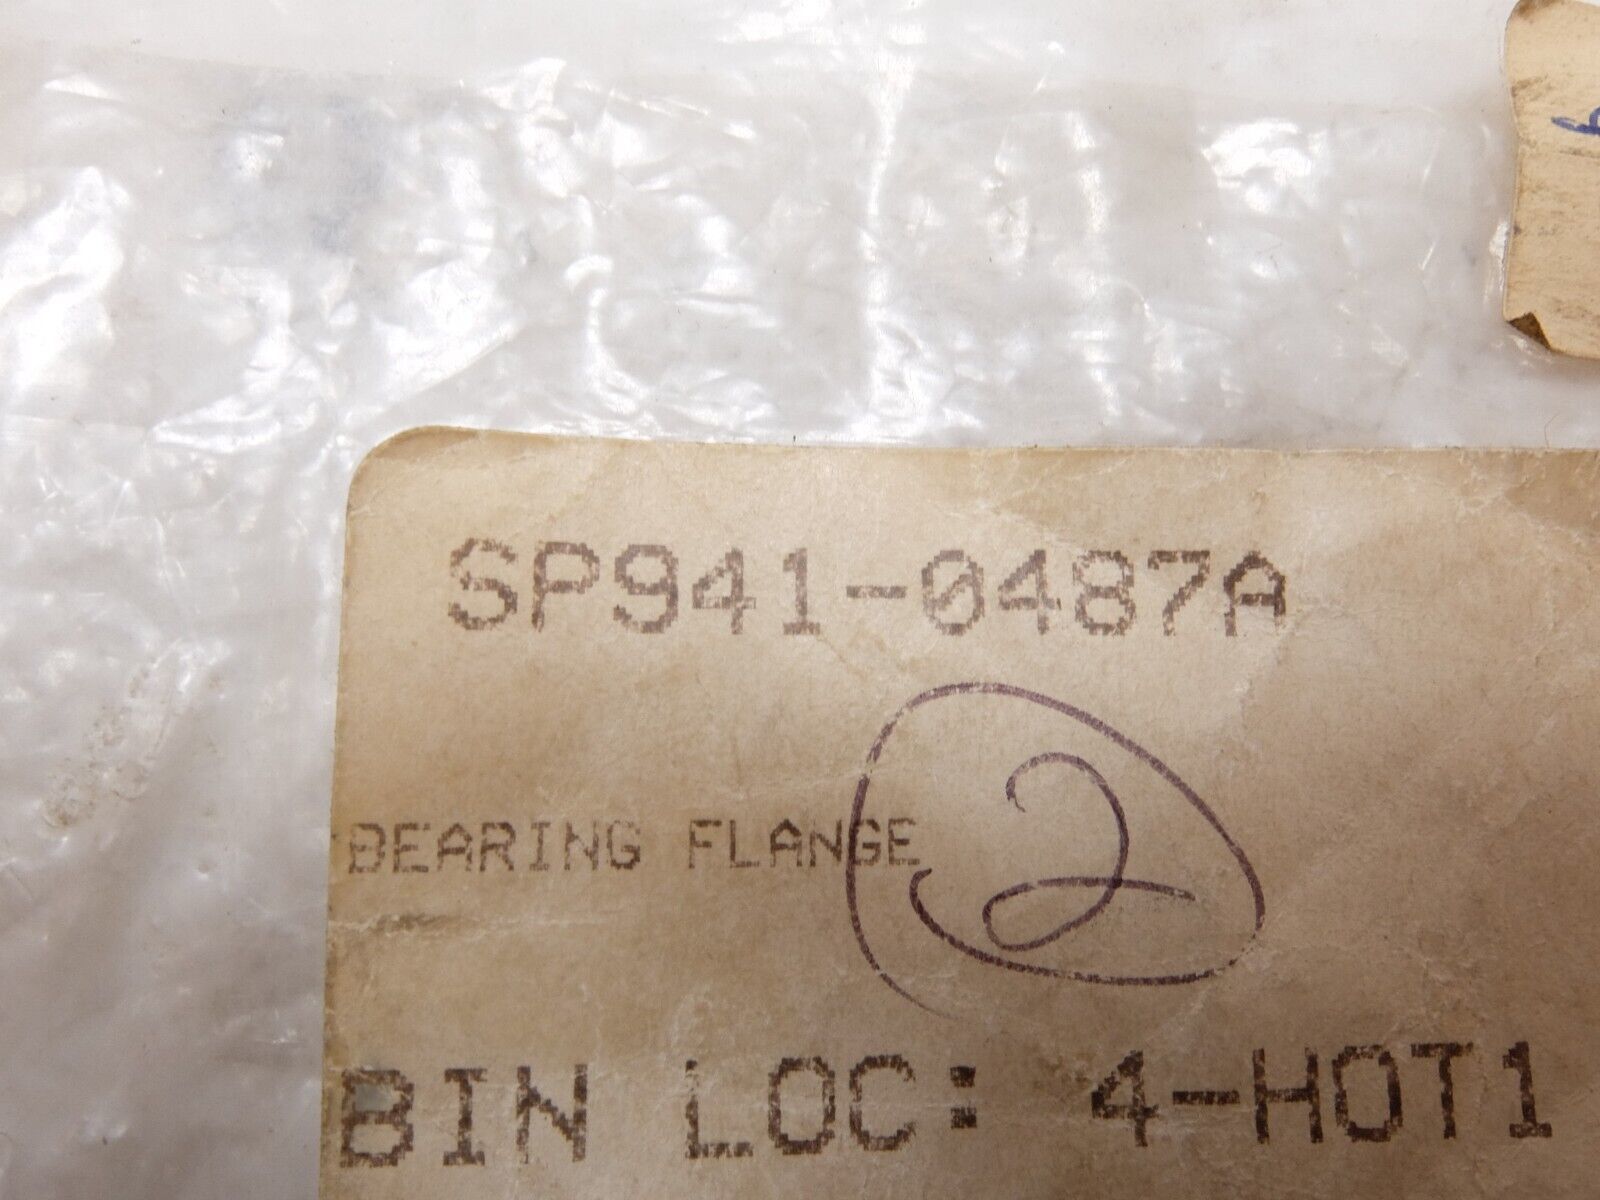 SP941-0487A
2
BEARING FLANGE
BIN LOC: 4-HOT1